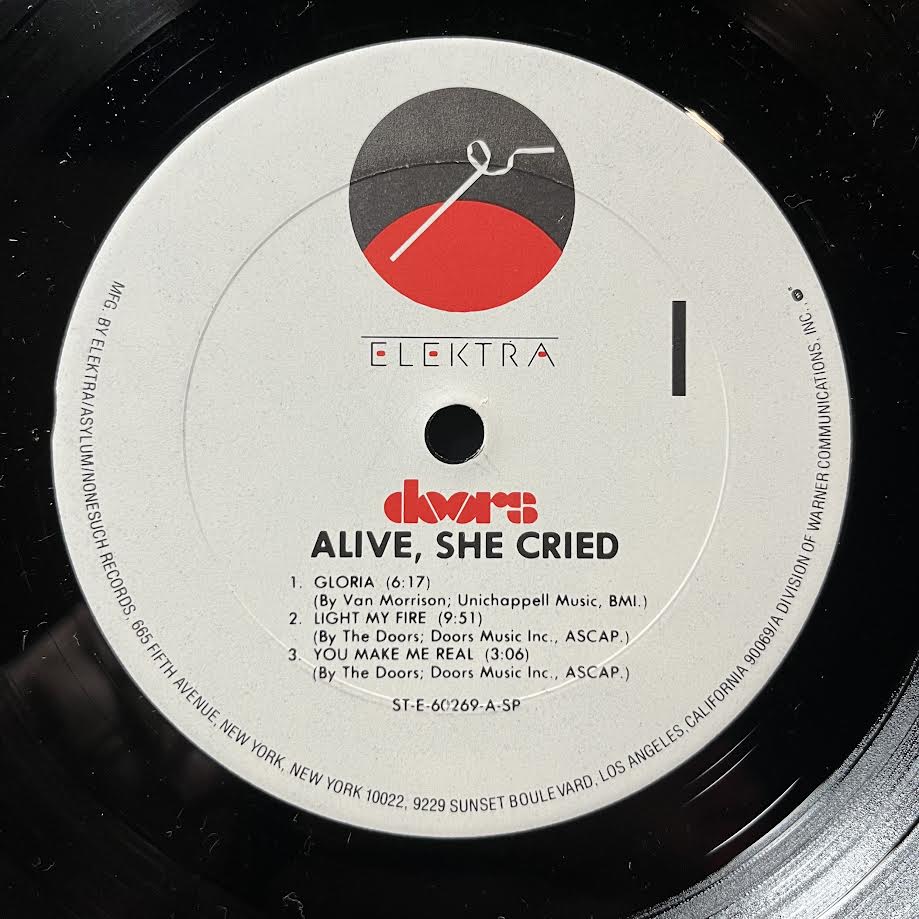 ELEKTRA
I
doors
ALIVE, SHE CRIED
1. GLORIA (6:17)
(By Van Morrison; Unichappell Music, BMI.)
2. LIGHT MY FIRE (9:51)
(By The Doors; Doors Music Inc., ASCAP.)
3. YOU MAKE ME REAL (3:06)
(By The Doors; Doors Music Inc., ASCAP.)
ST-E-60269-A-SP
MFG. BY ELEKTRA/ASYLUM/NONESUCH RECORDS, 665 FIFTH AVENUE, NEW YORK, NEW YORK 10022, 9229 SUNSET BOULEVARD, LOS ANGELES, CALIFORNIA 90069/A DIVISION OF WARNER COMMUNICATIONS, INC.,